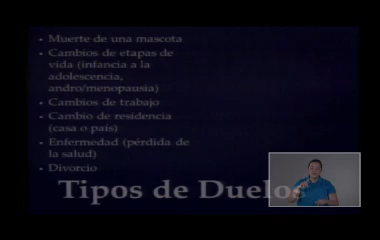 • Muerte de una mascota
• Cambios de etapas de
vida (infancia a la
adolescencia,
andro/menopausia)
• Cambios de trabajo
• Cambio de residencia
(casa o país)
• Enfermedad (pérdida de
la salud)
• Divorcio
Tipos de Duelos